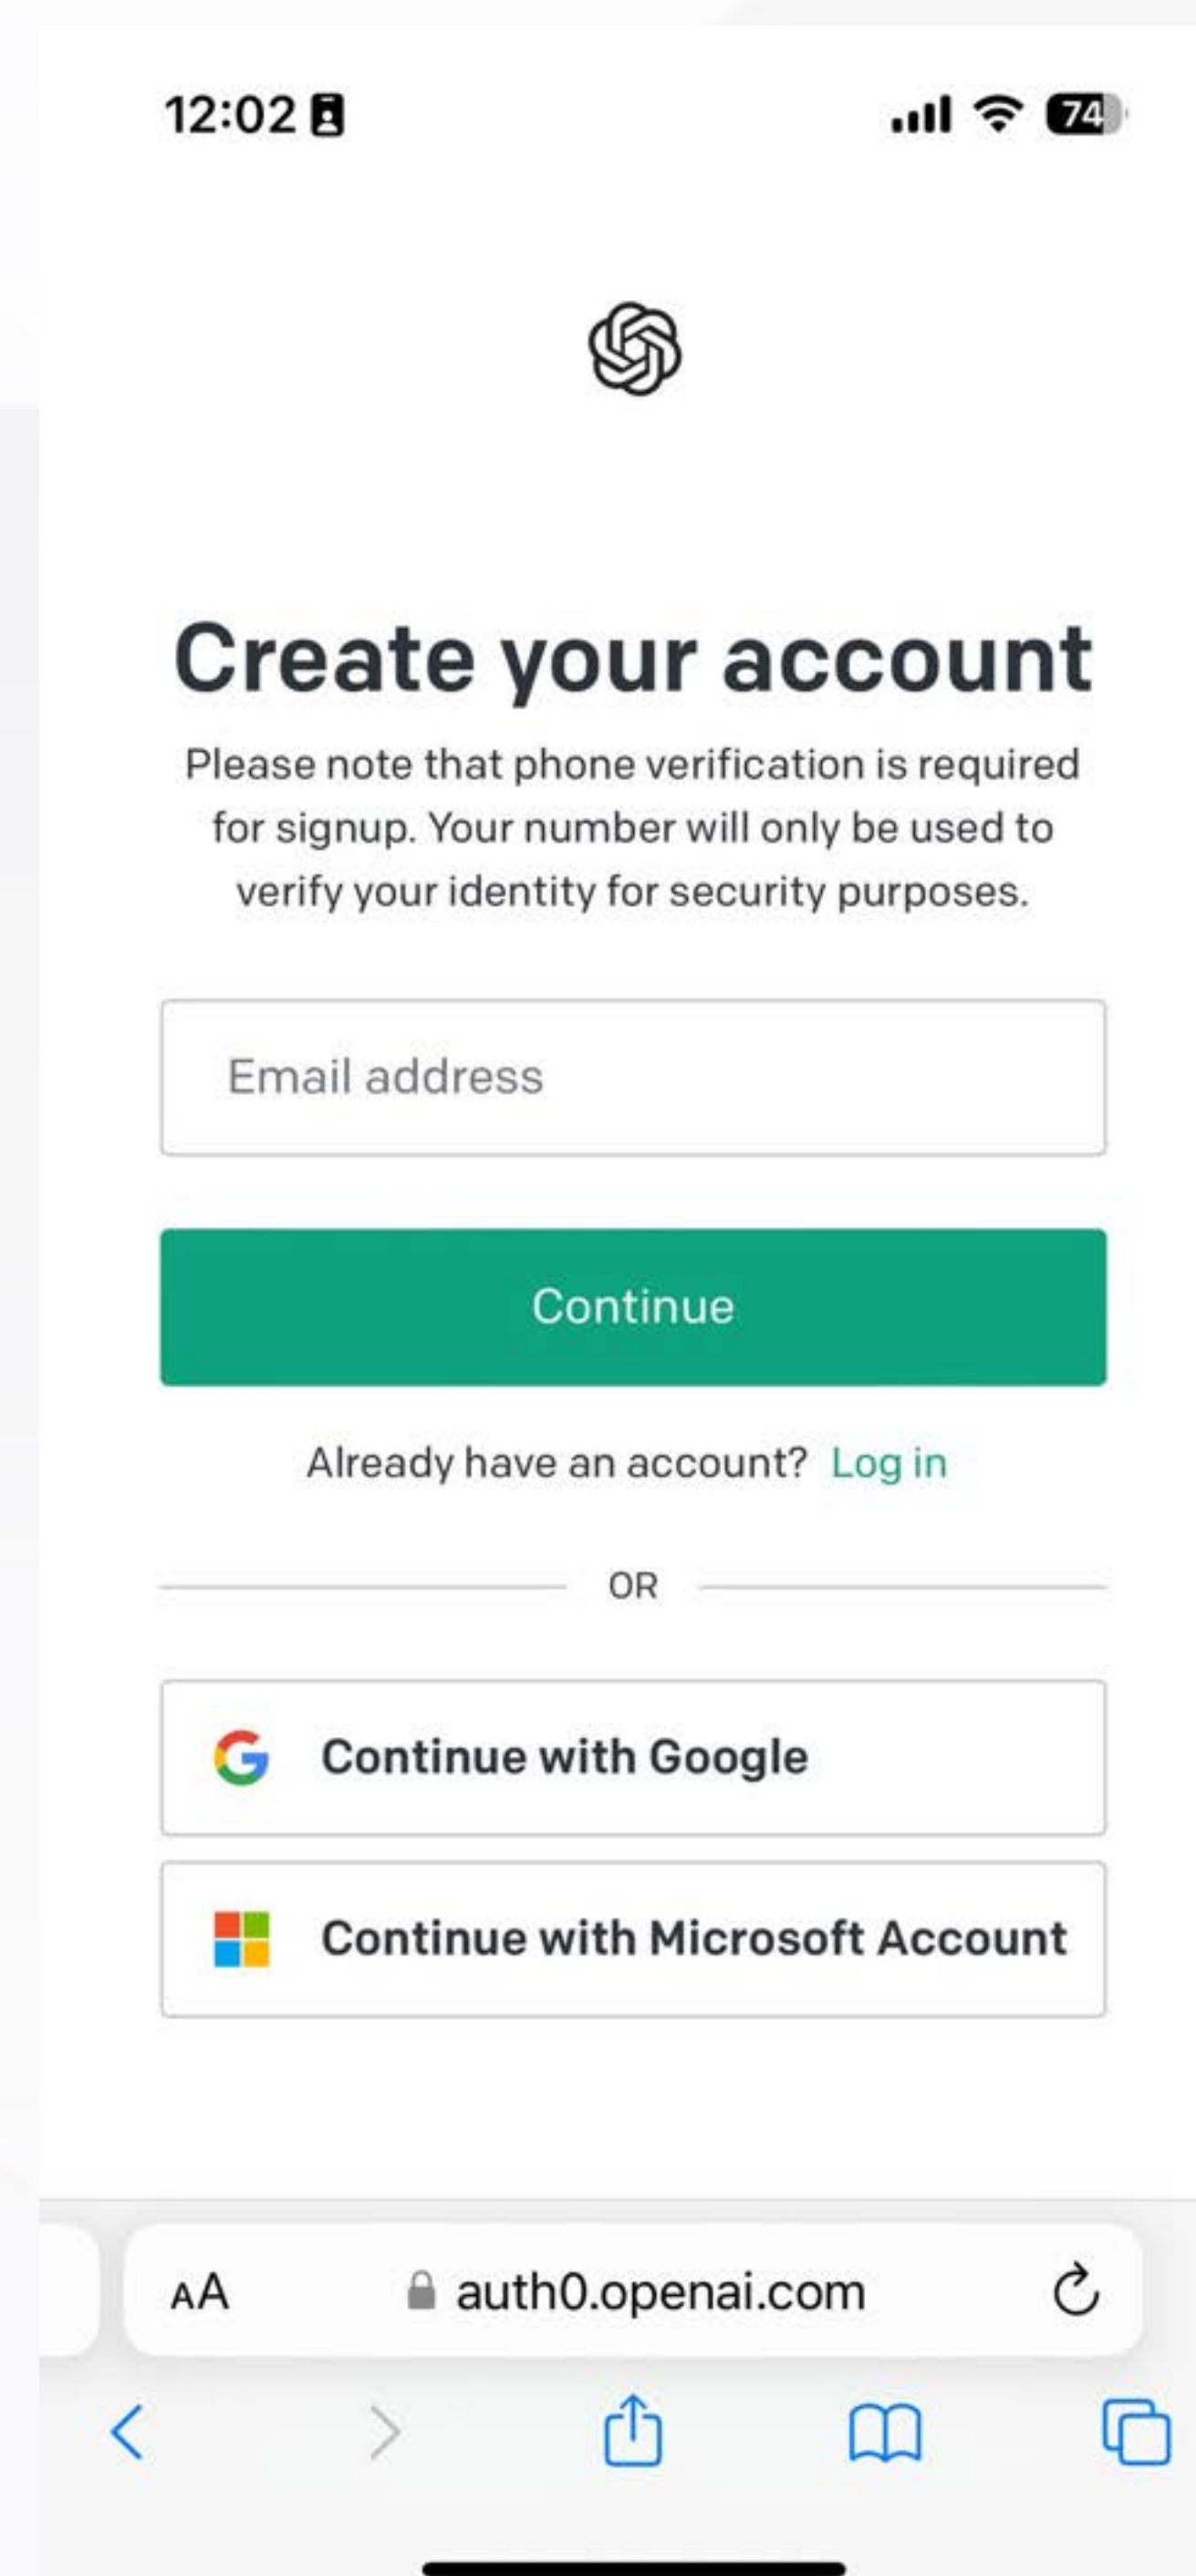 12:02
74
Create your account
Please note that phone verification is required
for signup. Your number will only be used to
verify your identity for security purposes.
Email address
Continue
Already have an account? Log in
OR
G Continue with Google
Continue with Microsoft Account
AA auth0.openai.com